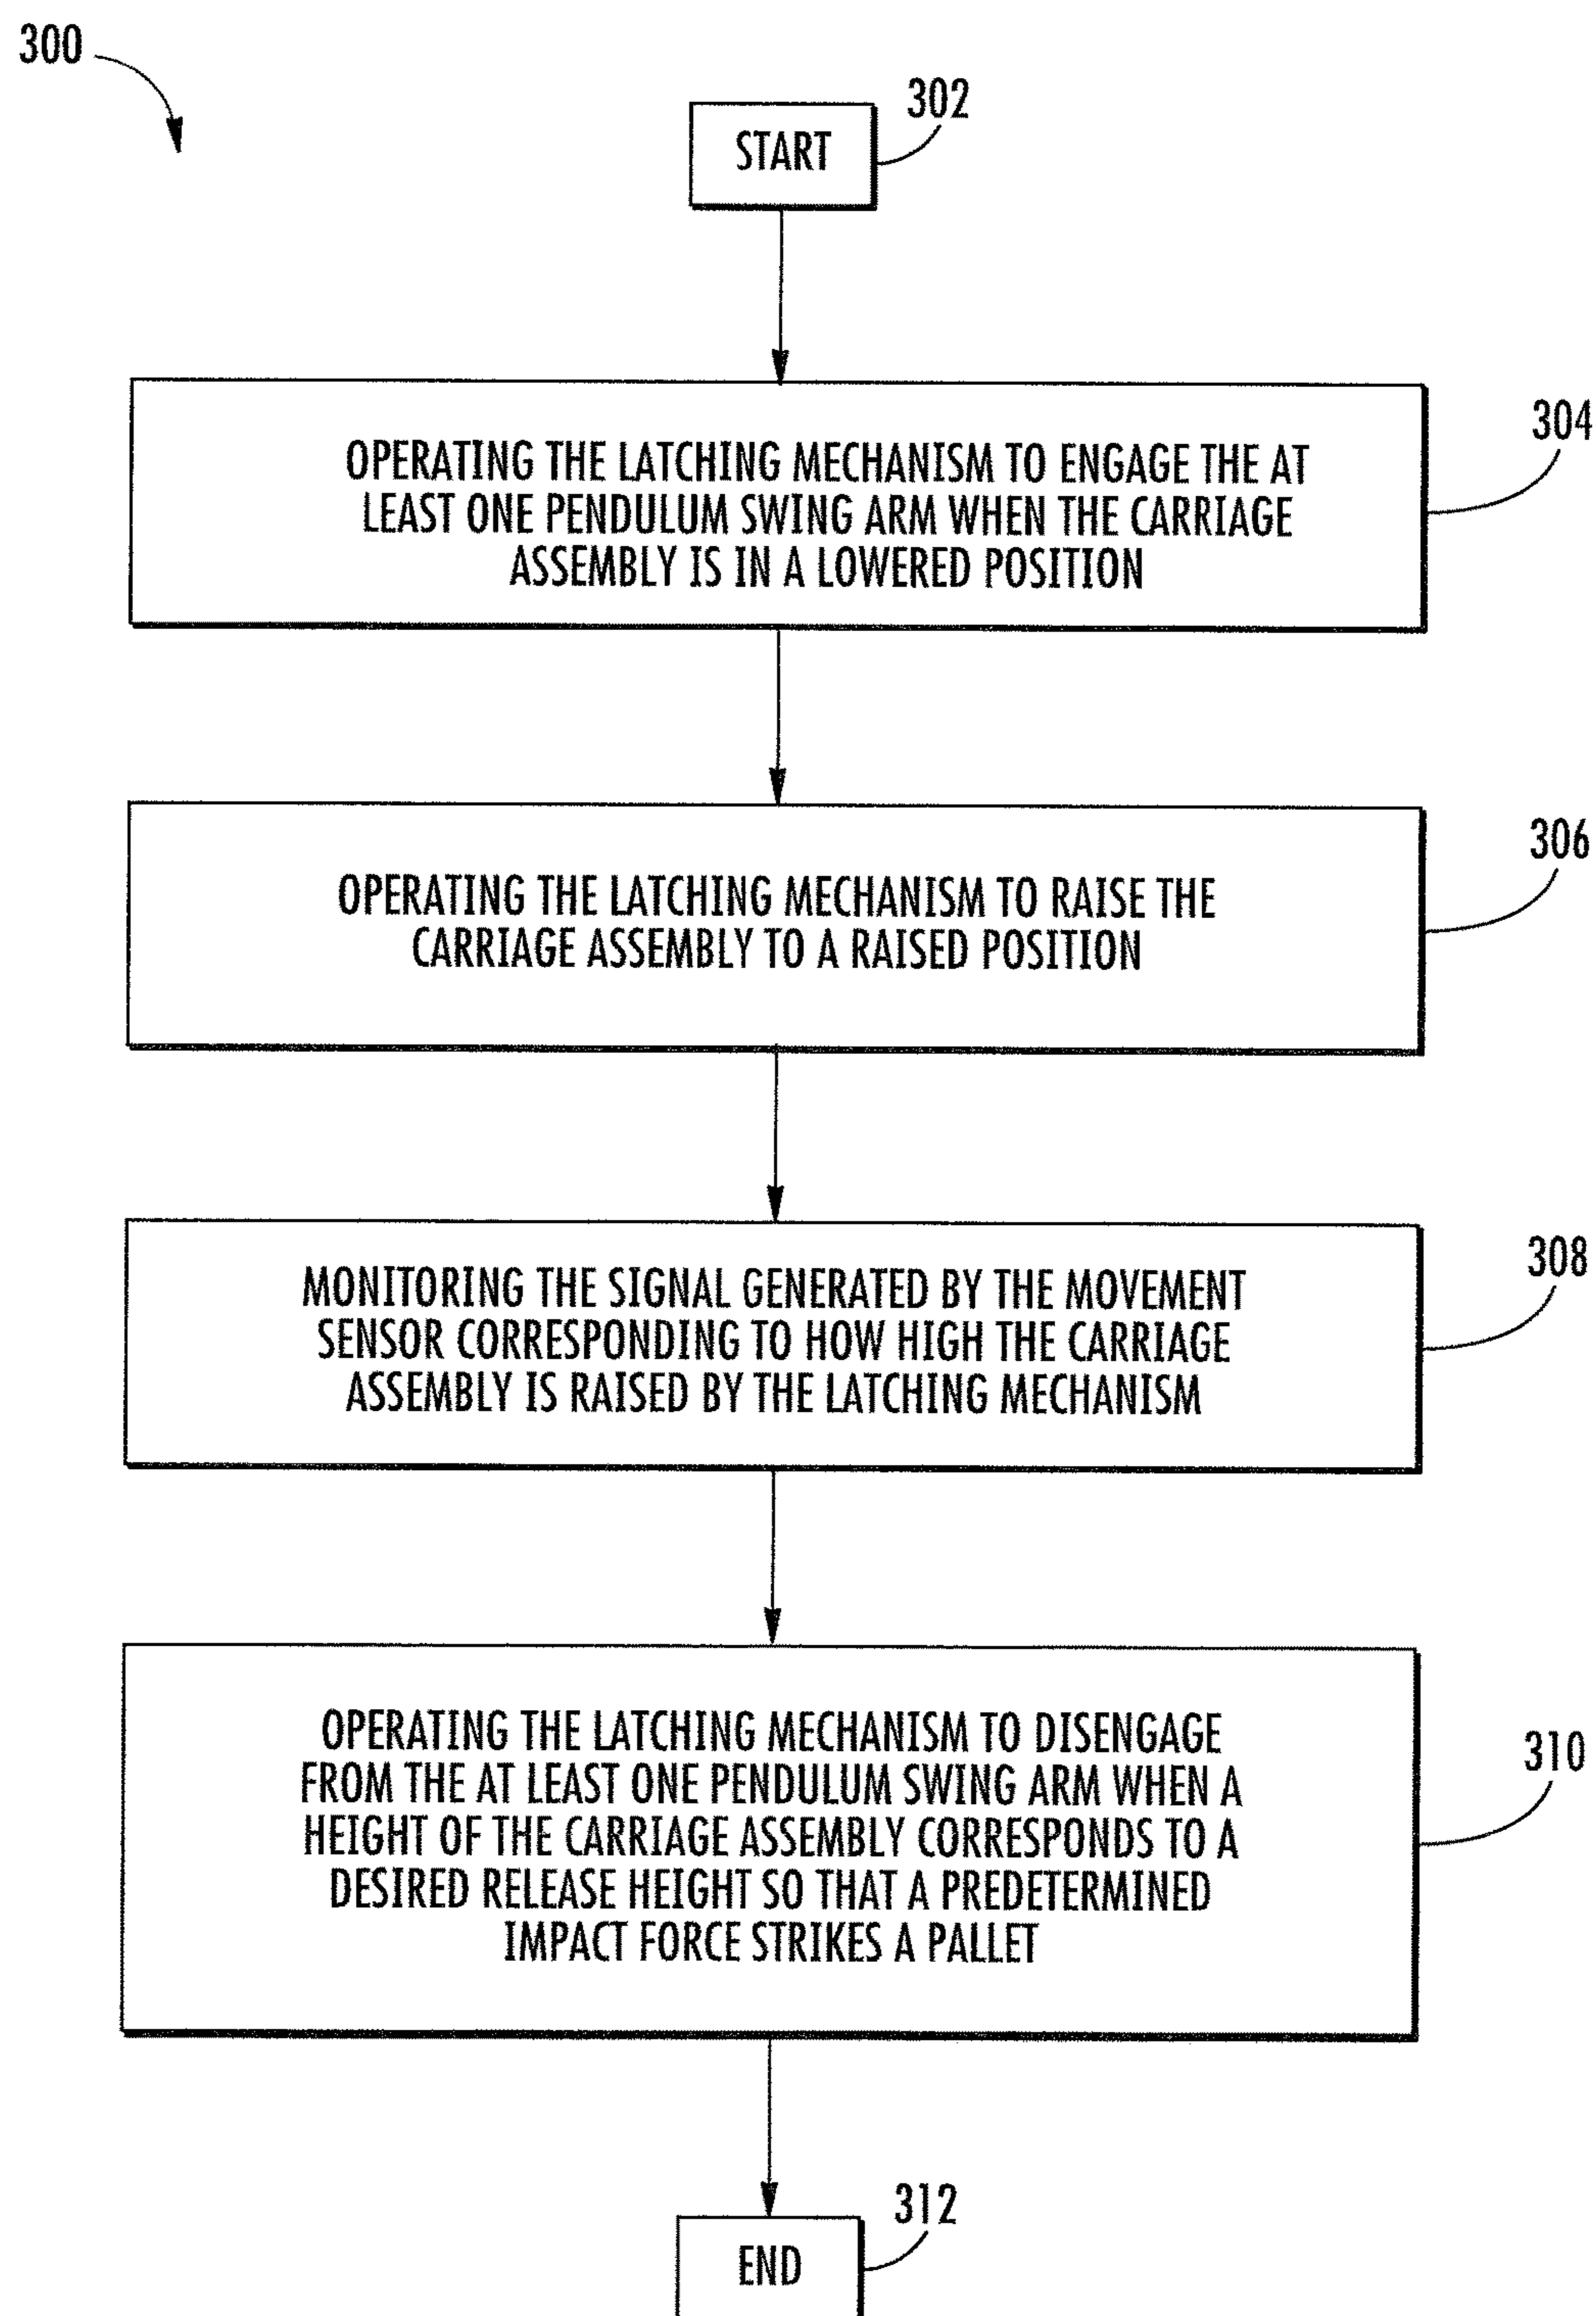 300
302
START
304
OPERATING THE LATCHING MECHANISM TO ENGAGE THE AT
LEAST ONE PENDULUM SWING ARM WHEN THE CARRIAGE
ASSEMBLY IS IN A LOWERED POSITION
306
OPERATING THE LATCHING MECHANISM TO RAISE THE
CARRIAGE ASSEMBLY TO A RAISED POSITION
308
MONITORING THE SIGNAL GENERATED BY THE MOVEMENT
SENSOR CORRESPONDING TO HOW HIGH THE CARRIAGE
ASSEMBLY IS RAISED BY THE LATCHING MECHANISM
310
OPERATING THE LATCHING MECHANISM TO DISENGAGE
FROM THE AT LEAST ONE PENDULUM SWING ARM WHEN A
HEIGHT OF THE CARRIAGE ASSEMBLY CORRESPONDS TO A
DESIRED RELEASE HEIGHT SO THAT A PREDETERMINED
IMPACT FORCE STRIKES A PALLET
312
END